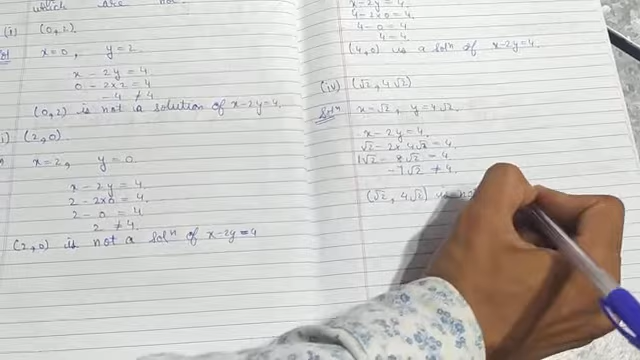 which are not
(i) (0,2)
Sol
x=0, y=2
x - 2y = 4
0 - 2×2 = 4
-4 ≠ 4
(0,2) is not a solution of x-2y=4
i) (2,0).
x=2, y=0
x - 2y = 4
2 - 2×0 = 4
2 - 0 = 4
2 ≠ 4.
(2,0) is not a solⁿ of x-2y=4
x-2y=4
4-2×0=4
4-0=4
4=4
(4,0) is a solⁿ of x-2y=4.
(iv) (√2, 4√2)
Solⁿ x=√2, y=4√2.
x-2y=4.
√2-2×4√2=4.
1√2-8√2=4
-7√2≠4.
(√2, 4√2) is no